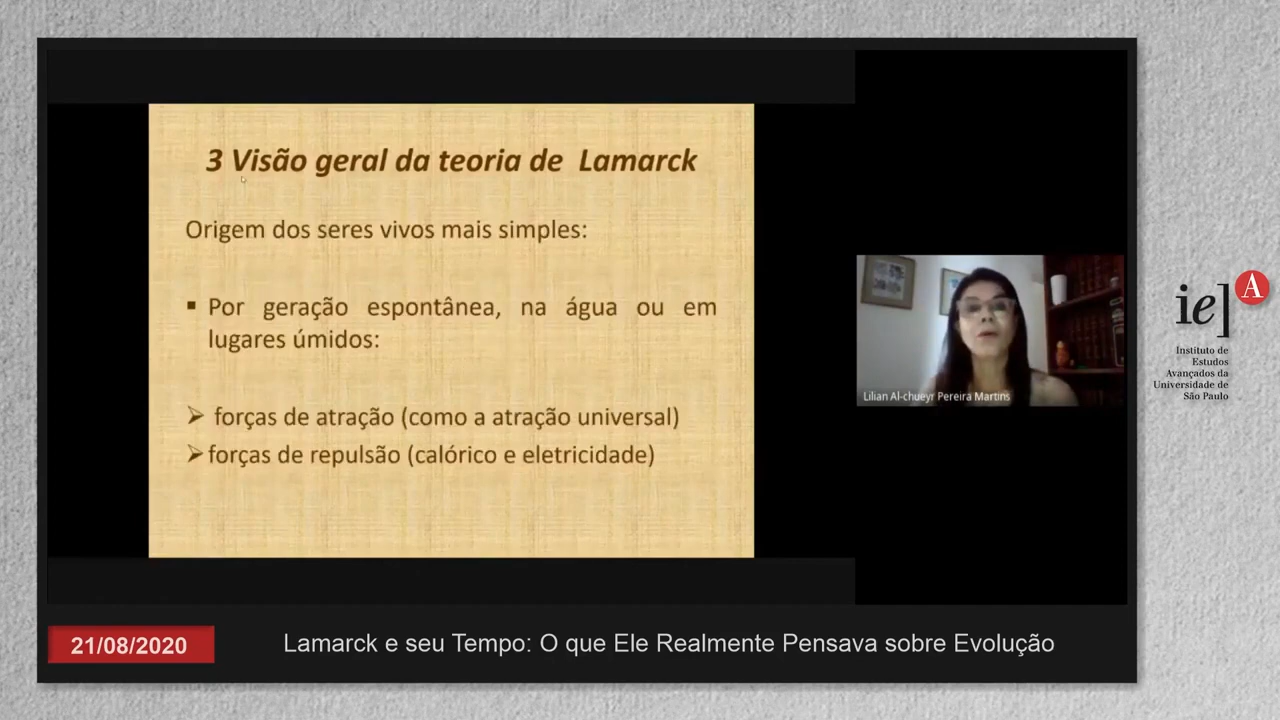 3 Visão geral da teoria de Lamarck
Origem dos seres vivos mais simples:
▪ Por geração espontânea, na água ou em
lugares úmidos:
➢ forças de atração (como a atração universal)
➢ forças de repulsão (calórico e eletricidade)
Lilian Al-chueyr Pereira Martins
iea]
A
Instituto de
Estudos
Avançados da
Universidade de
São Paulo
21/08/2020
Lamarck e seu Tempo: O que Ele Realmente Pensava sobre Evolução